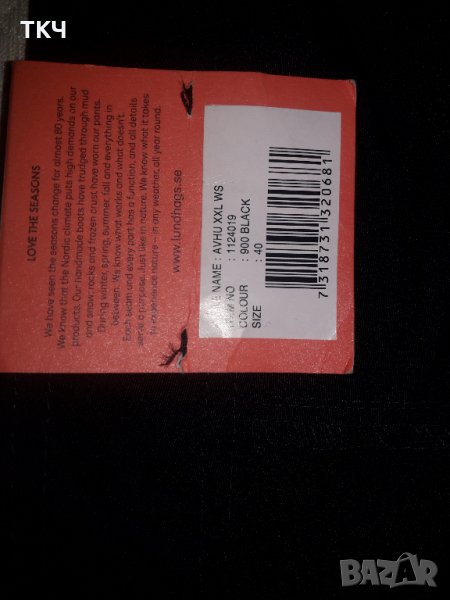 ТКЧ
LOVE THE SEASONS
We have seen the seasons change for almost 80 years.
We know that the Nordic climate puts high demands on our
products. Our handmade boots have trudged through mud
and snow, rocks and frozen crust have worn our pants.
During winter, spring, summer, fall and everything in
between. We know what works and what doesn't.
Each seam and every part has a function, and all details
serve a purpose. Just like in nature. We know what it takes
to experience nature – in any weather, all year round.
www.lundhags.se
E NAME : AVHU XXL WS
ITEM NO : 1124019
COLOUR : 900 BLACK
SIZE : 40
7318731320681
BAZAR